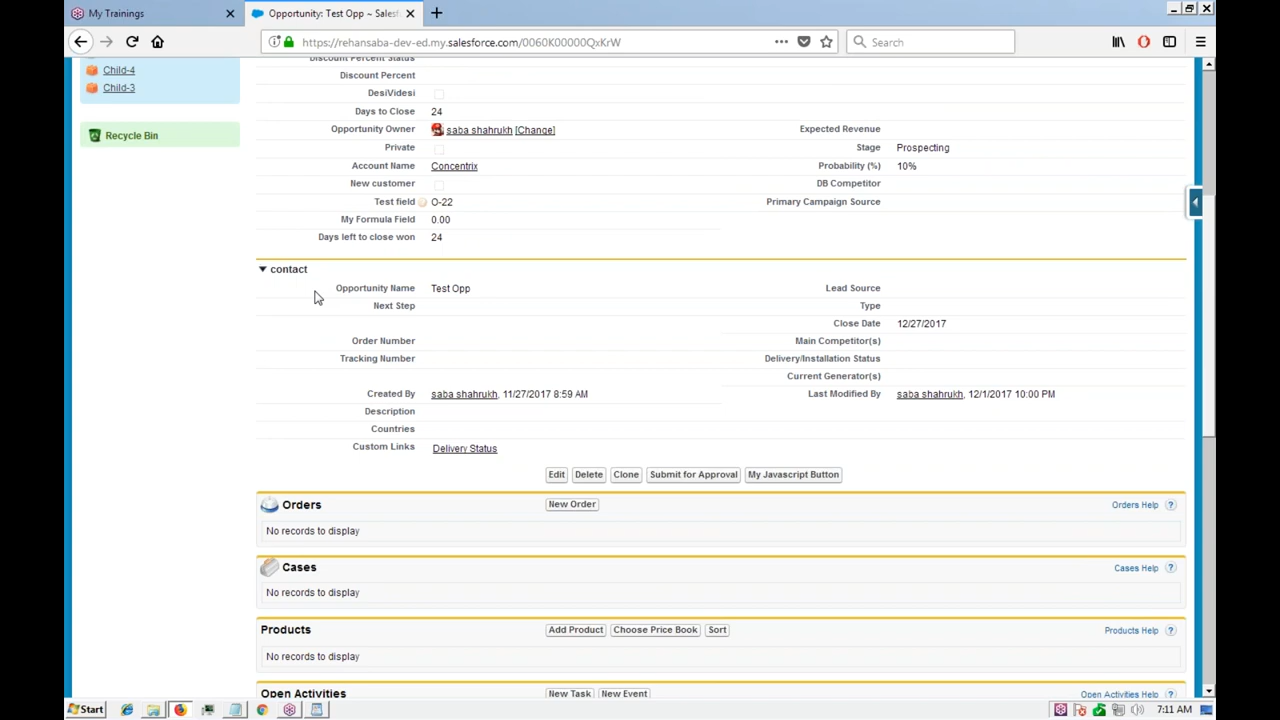 My Trainings
Opportunity: Test Opp ~ Salesf
https://rehansaba-dev-ed.my.salesforce.com/0060K00000QxKrW
Search
Child-4
Child-3
Recycle Bin
Discount Percent Status
Discount Percent
DesiVidesi
Days to Close 24
Opportunity Owner saba shahrukh [Change] Expected Revenue
Private Stage Prospecting
Account Name Concentrix Probability (%) 10%
New customer DB Competitor
Test field O-22 Primary Campaign Source
My Formula Field 0.00
Days left to close won 24
contact
Opportunity Name Test Opp Lead Source
Next Step Type
Close Date 12/27/2017
Order Number Main Competitor(s)
Tracking Number Delivery/Installation Status
Current Generator(s)
Created By saba shahrukh, 11/27/2017 8:59 AM Last Modified By saba shahrukh, 12/1/2017 10:00 PM
Description
Countries
Custom Links Delivery Status
Edit Delete Clone Submit for Approval My Javascript Button
Orders New Order Orders Help ?
No records to display
Cases Cases Help ?
No records to display
Products Add Product Choose Price Book Sort Products Help ?
No records to display
Open Activities New Task New Event Open Activities Help ?
Start 7:11 AM